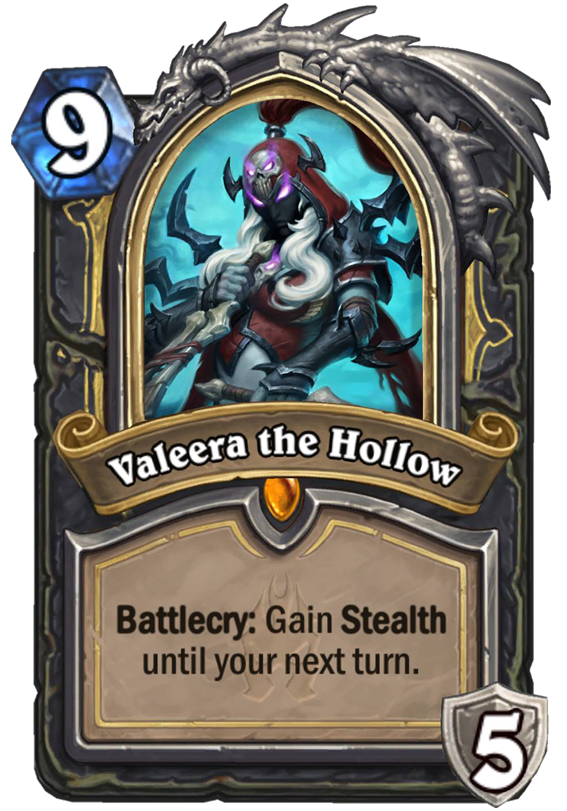 9
Valeera the Hollow
Battlecry: Gain Stealth
until your next turn.
5